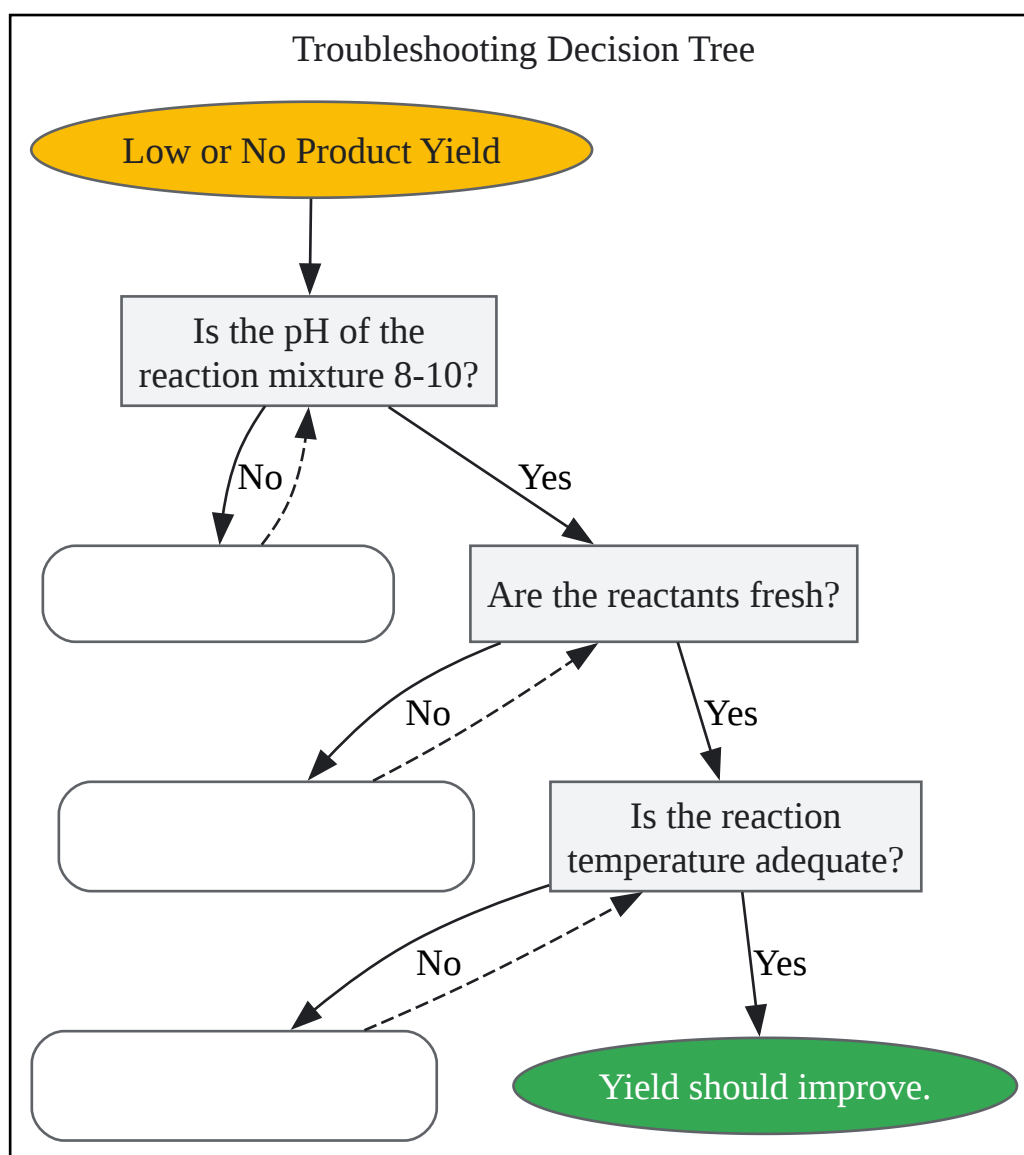 Troubleshooting Decision Tree
Low or No Product Yield
Is the pH of the
reaction mixture 8-10?
No
Yes
Are the reactants fresh?
No
Yes
Is the reaction
temperature adequate?
No
Yes
Yield should improve.